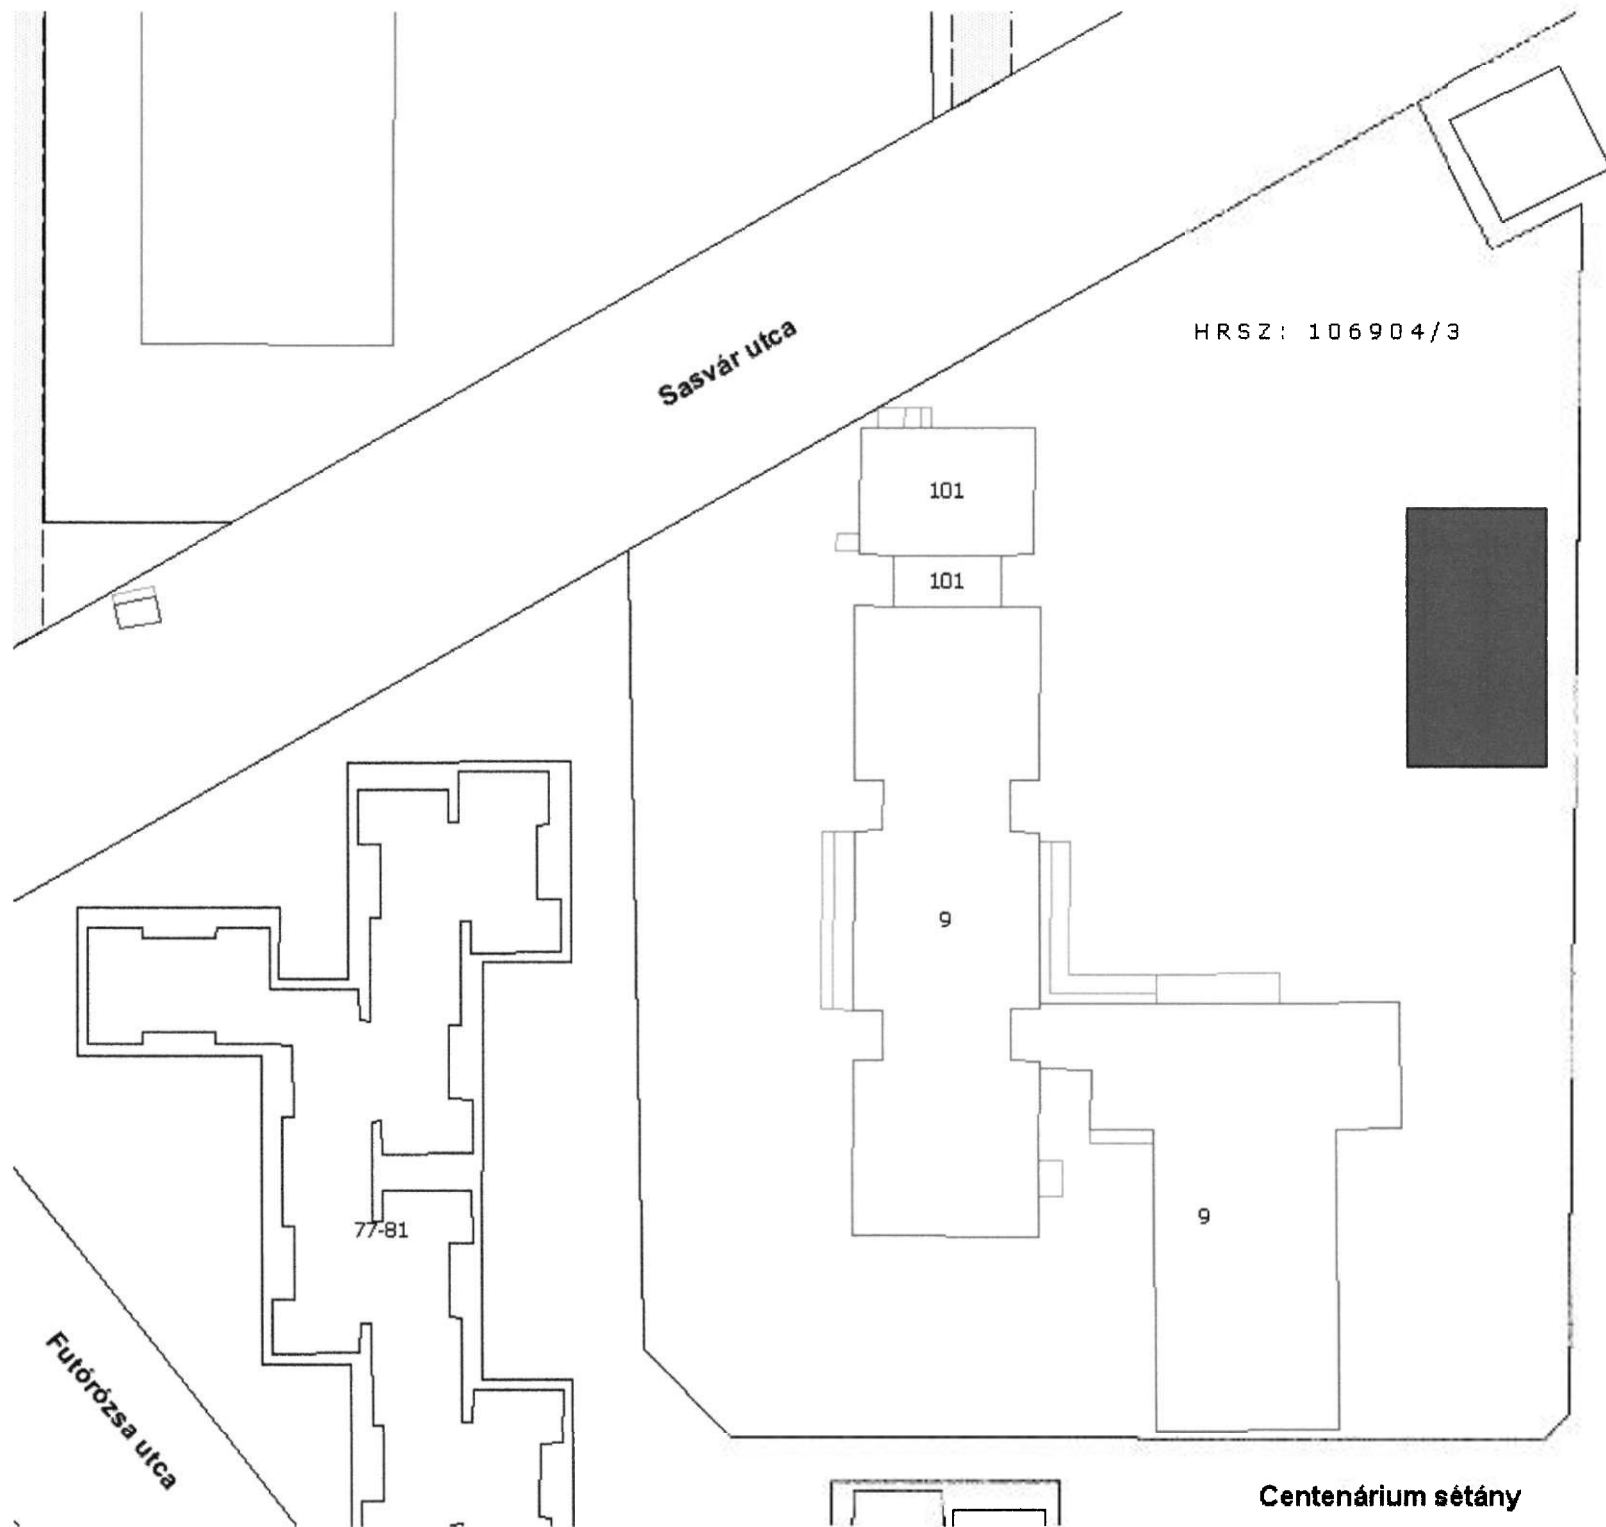 HRSZ: 106904/3
Sasvár utca
101
101
9
9
77-81
Futórózsa utca
Centenárium sétány